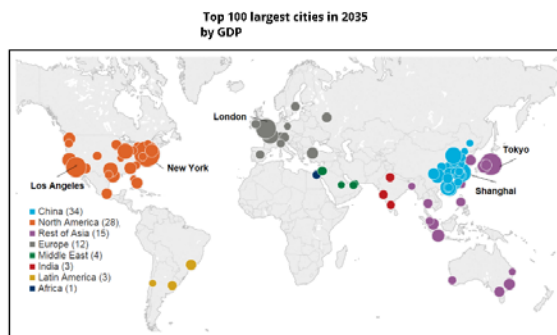 Top 100 largest cities in 2035
by GDP
London
Tokyo
New York
Los Angeles
Shanghai
China (34)
North America (28)
Rest of Asia (15)
Europe (12)
Middle East (4)
India (3)
Latin America (3)
Africa (1)